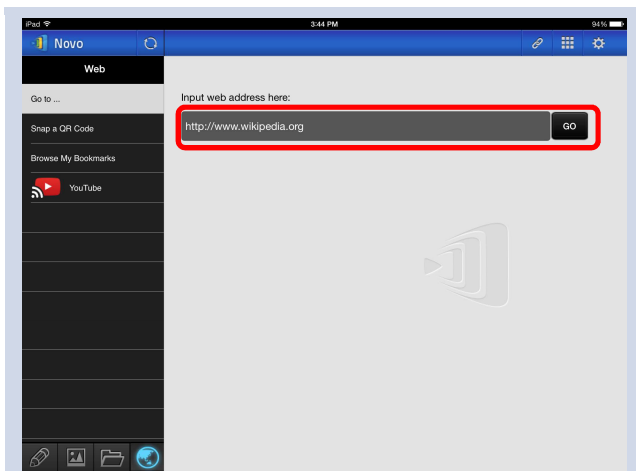 iPad 3:44 PM 94%
Novo
Web
Go to ...
Input web address here:
http://www.wikipedia.org GO
Snap a QR Code
Browse My Bookmarks
YouTube